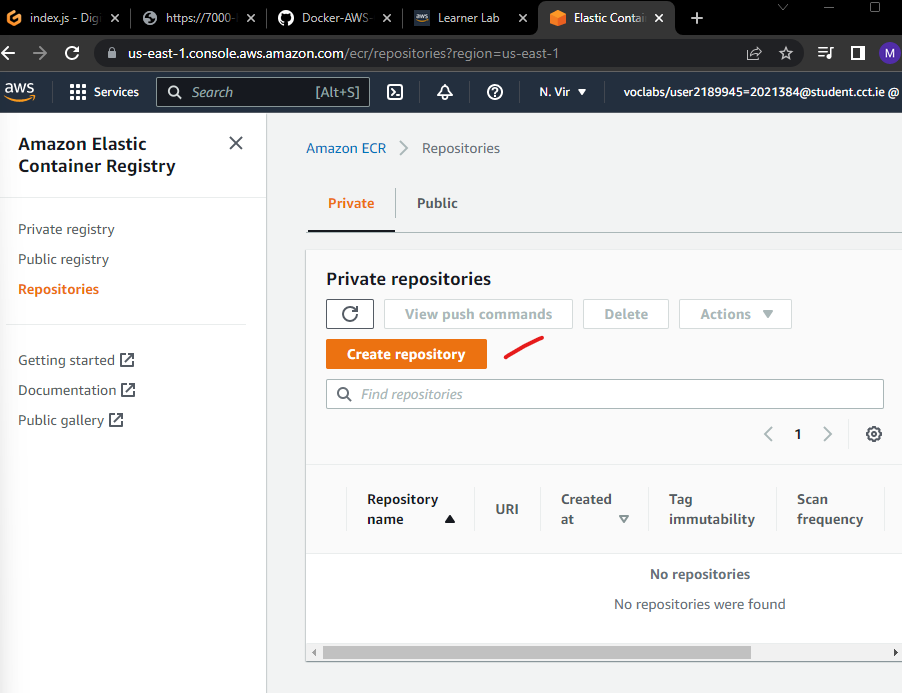 index.js - Digi
https://7000-
Docker-AWS-
aws Learner Lab
Elastic Contai
us-east-1.console.aws.amazon.com/ecr/repositories?region=us-east-1
M
aws
Services
Search
[Alt+S]
N. Vir
voclabs/user2189945=2021384@student.cct.ie @
Amazon Elastic
Container Registry
Private registry
Public registry
Repositories
Getting started
Documentation
Public gallery
Amazon ECR
Repositories
Private
Public
Private repositories
View push commands
Delete
Actions
Create repository
Find repositories
1
Repository
name
URI
Created
at
Tag
immutability
Scan
frequency
No repositories
No repositories were found